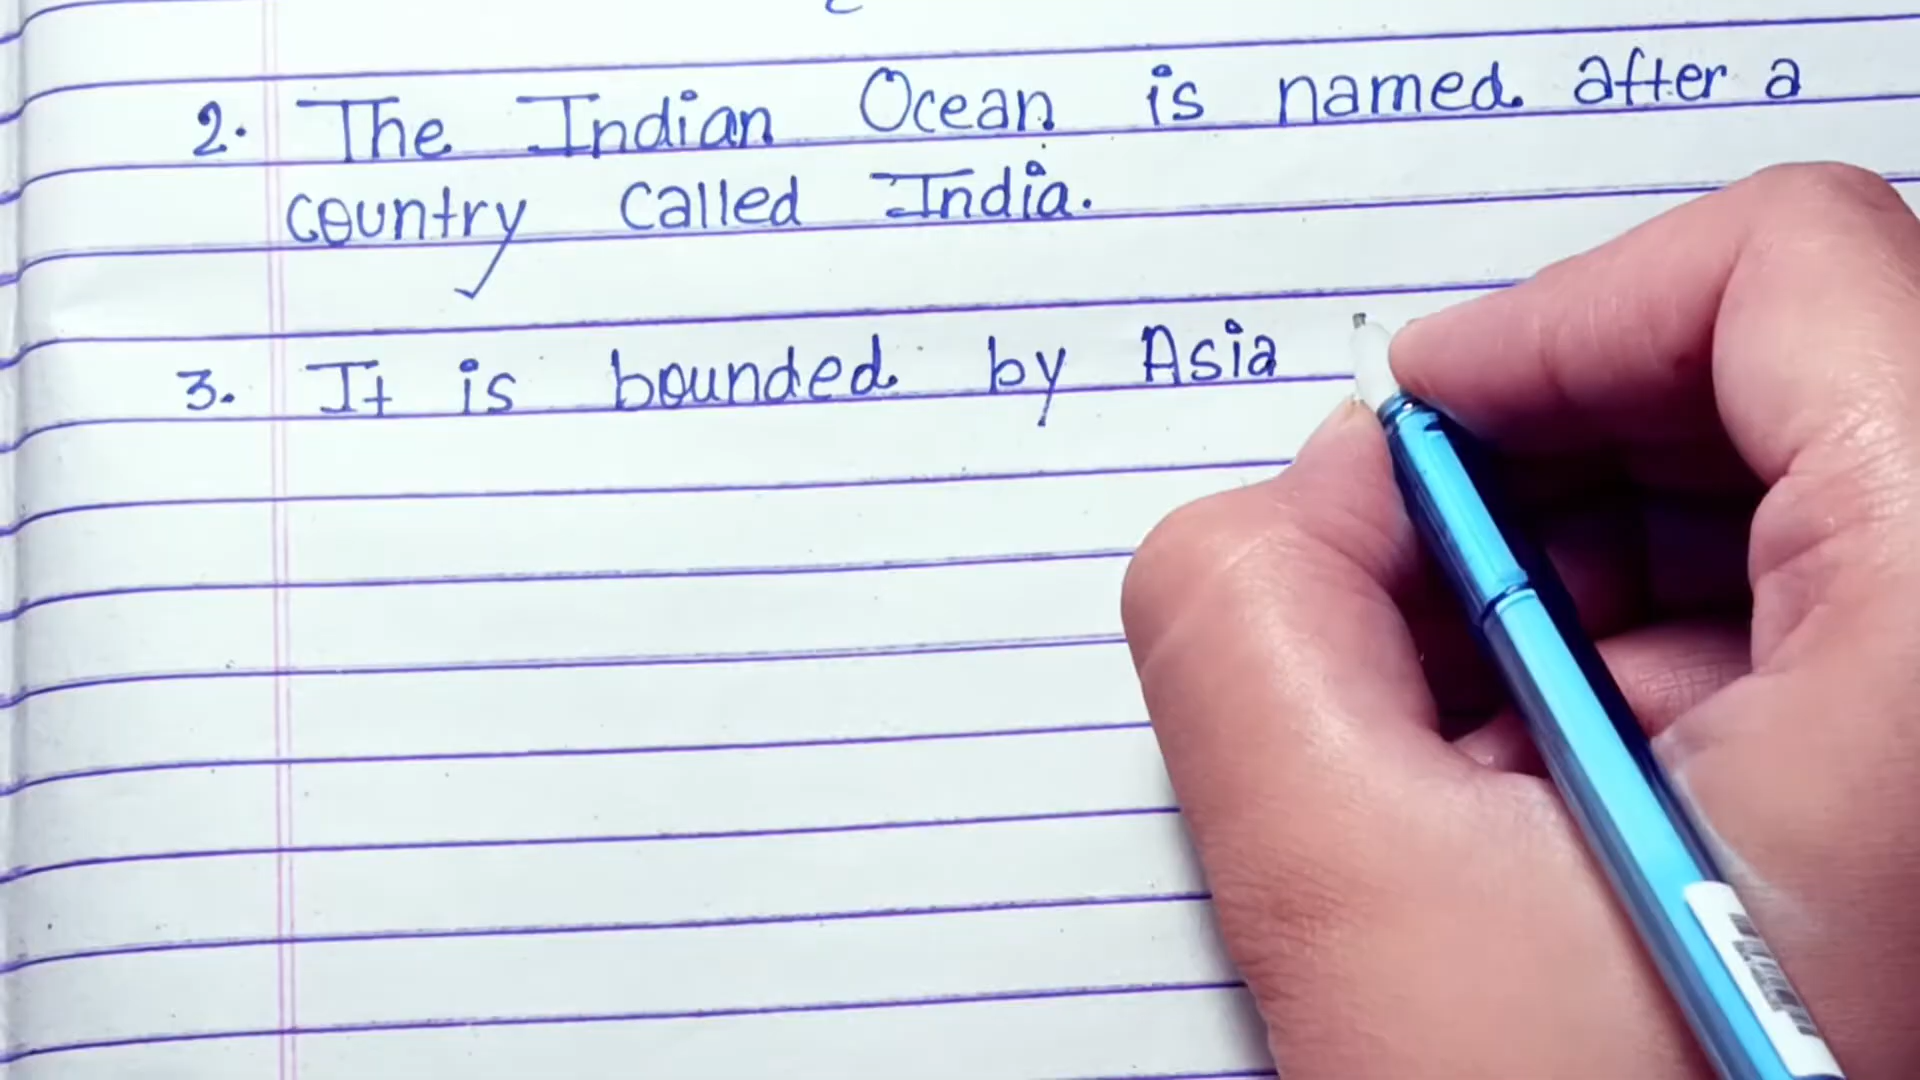 2. The Indian Ocean is named after a
country called India.
3. It is bounded by Asia